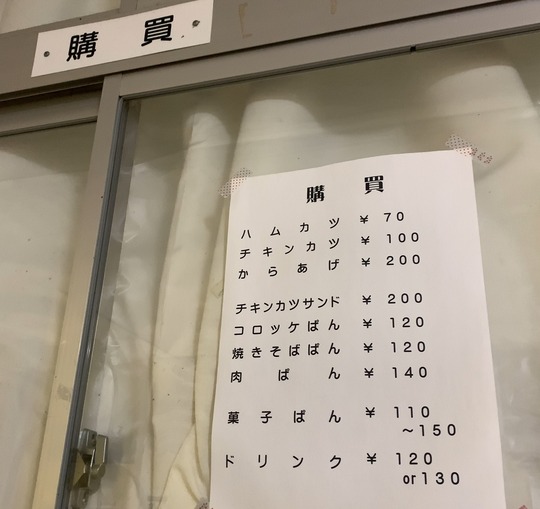 購買
購買
ハムカツ ¥ 70
チキンカツ ¥ 100
からあげ ¥ 200
チキンカツサンド ¥ 200
コロッケぱん ¥ 120
焼きそばぱん ¥ 120
肉ぱん ¥ 140
菓子ぱん ¥ 110
～150
ドリンク ¥ 120
or130